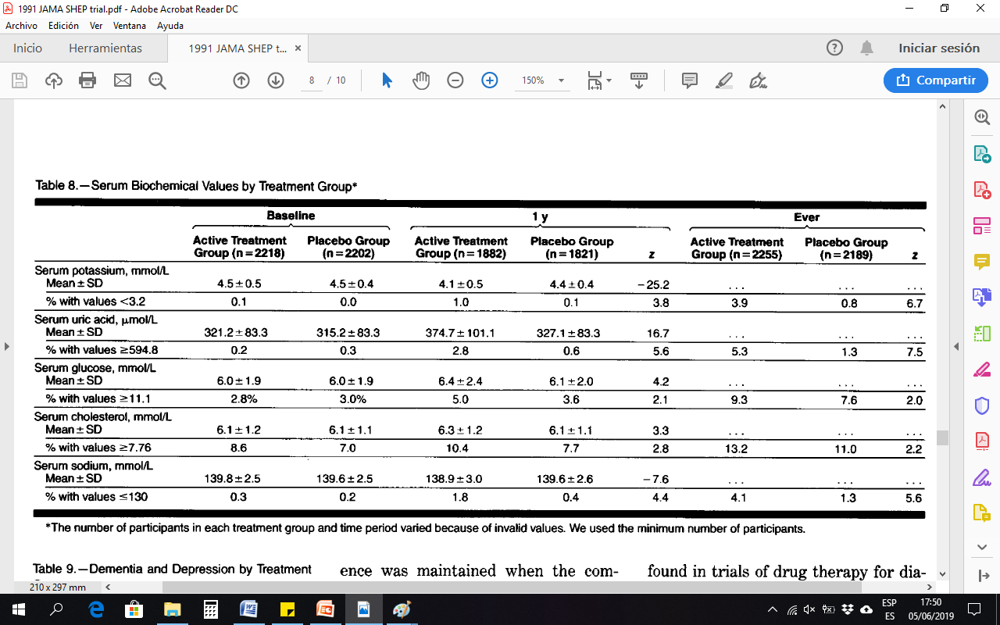 1991 JAMA SHEP trial.pdf - Adobe Acrobat Reader DC
Archivo Edición Ver Ventana Ayuda
Inicio Herramientas 1991 JAMA SHEP t... × Iniciar sesión
8 / 10 150% Compartir
Table 8.—Serum Biochemical Values by Treatment Group*
Baseline 1 y Ever
Active Treatment Placebo Group Active Treatment Placebo Group Active Treatment Placebo Group
Group (n=2218) (n=2202) Group (n=1882) (n=1821) z Group (n=2255) (n=2189) z
Serum potassium, mmol/L
Mean±SD 4.5±0.5 4.5±0.4 4.1±0.5 4.4±0.4 −25.2 ... ... ...
% with values <3.2 0.1 0.0 1.0 0.1 3.8 3.9 0.8 6.7
Serum uric acid, µmol/L
Mean±SD 321.2±83.3 315.2±83.3 374.7±101.1 327.1±83.3 16.7 ... ... ...
% with values ≥594.8 0.2 0.3 2.8 0.6 5.6 5.3 1.3 7.5
Serum glucose, mmol/L
Mean±SD 6.0±1.9 6.0±1.9 6.4±2.4 6.1±2.0 4.2 ... ... ...
% with values ≥11.1 2.8% 3.0% 5.0 3.6 2.1 9.3 7.6 2.0
Serum cholesterol, mmol/L
Mean±SD 6.1±1.2 6.1±1.1 6.3±1.2 6.1±1.1 3.3 ... ... ...
% with values ≥7.76 8.6 7.0 10.4 7.7 2.8 13.2 11.0 2.2
Serum sodium, mmol/L
Mean±SD 139.8±2.5 139.6±2.5 138.9±3.0 139.6±2.6 −7.6 ... ... ...
% with values ≤130 0.3 0.2 1.8 0.4 4.4 4.1 1.3 5.6
*The number of participants in each treatment group and time period varied because of invalid values. We used the minimum number of participants.
Table 9.—Dementia and Depression by Treatment
ence was maintained when the com-
found in trials of drug therapy for dia-
210 x 297 mm
ESP 17:50
ES 05/06/2019